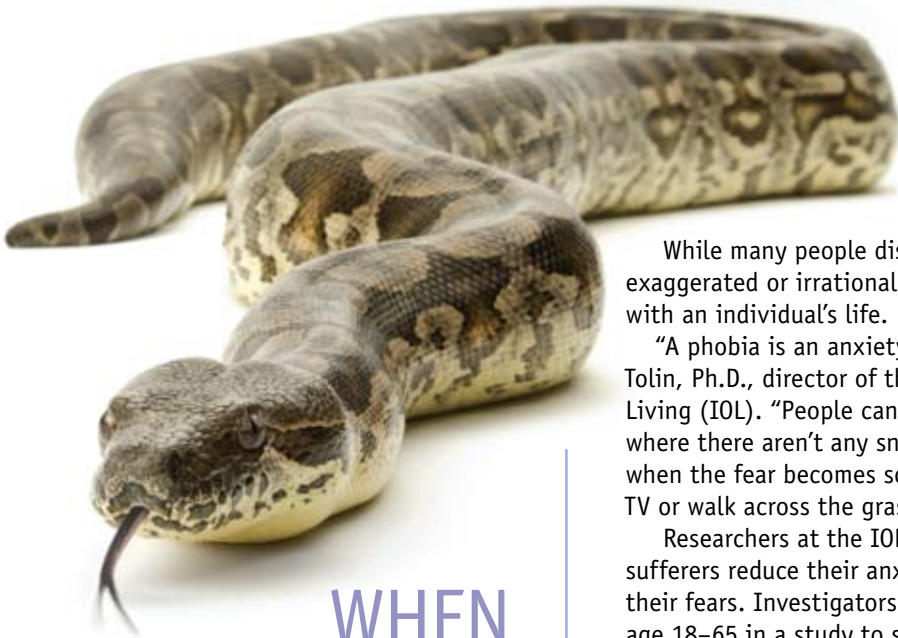 While many people dis
exaggerated or irrational
with an individual's life.
"A phobia is an anxiety
Tolin, Ph.D., director of th
Living (IOL). "People can
where there aren't any sn
when the fear becomes so
TV or walk across the gras
Researchers at the IOL
sufferers reduce their anx
their fears. Investigators
age 18–65 in a study to s
WHEN